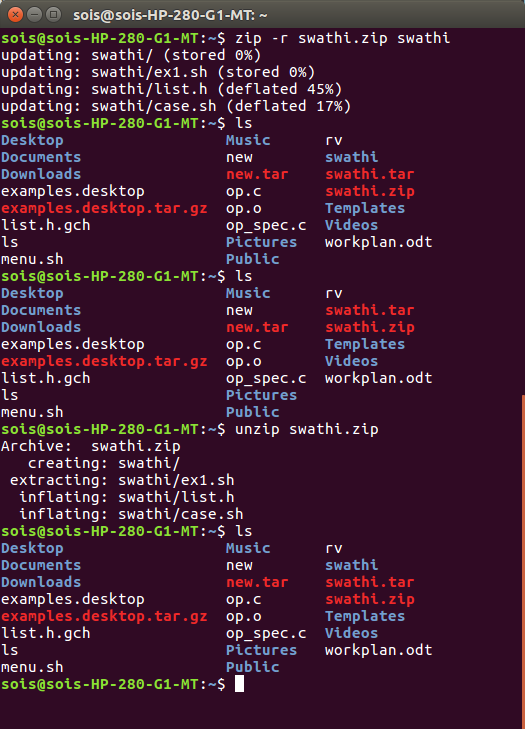 sois@sois-HP-280-G1-MT: ~
sois@sois-HP-280-G1-MT:~$ zip -r swathi.zip swathi
updating: swathi/ (stored 0%)
updating: swathi/ex1.sh (stored 0%)
updating: swathi/list.h (deflated 45%)
updating: swathi/case.sh (deflated 17%)
sois@sois-HP-280-G1-MT:~$ ls
Desktop Music rv
Documents new swathi
Downloads new.tar swathi.tar
examples.desktop op.c swathi.zip
examples.desktop.tar.gz op.o Templates
list.h.gch op_spec.c Videos
ls Pictures workplan.odt
menu.sh Public
sois@sois-HP-280-G1-MT:~$ ls
Desktop Music rv
Documents new swathi.tar
Downloads new.tar swathi.zip
examples.desktop op.c Templates
examples.desktop.tar.gz op.o Videos
list.h.gch op_spec.c workplan.odt
ls Pictures
menu.sh Public
sois@sois-HP-280-G1-MT:~$ unzip swathi.zip
Archive:  swathi.zip
   creating: swathi/
 extracting: swathi/ex1.sh
  inflating: swathi/list.h
  inflating: swathi/case.sh
sois@sois-HP-280-G1-MT:~$ ls
Desktop Music rv
Documents new swathi
Downloads new.tar swathi.tar
examples.desktop op.c swathi.zip
examples.desktop.tar.gz op.o Templates
list.h.gch op_spec.c Videos
ls Pictures workplan.odt
menu.sh Public
sois@sois-HP-280-G1-MT:~$